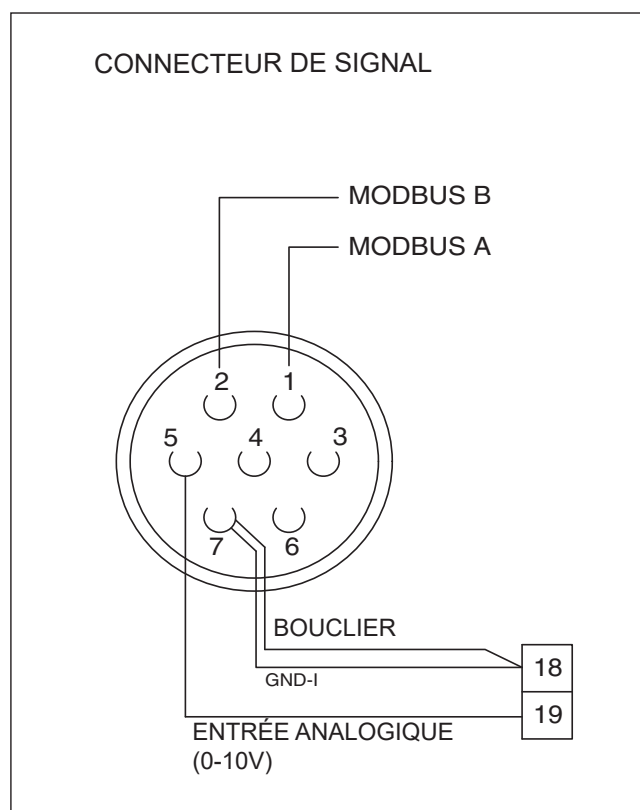 CONNECTEUR DE SIGNAL
MODBUS B
MODBUS A
2 1
5 4 3
7 6
BOUCLIER
18
GND-I
19
ENTRÉE ANALOGIQUE
(0-10V)